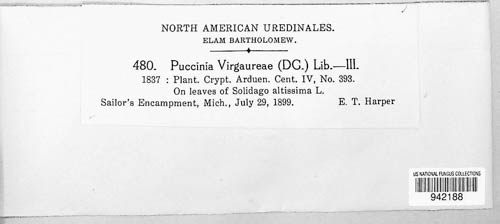 NORTH AMERICAN UREDINALES.
ELAM BARTHOLOMEW.
480. Puccinia Virgaureae (DG.) Lib.—III.
1837 : Plant. Crypt. Arduen. Cent. IV, No. 393.
On leaves of Solidago altissima L.
Sailor's Encampment, Mich., July 29, 1899. E. T. Harper
US NATIONAL FUNGUS COLLECTIONS
942188